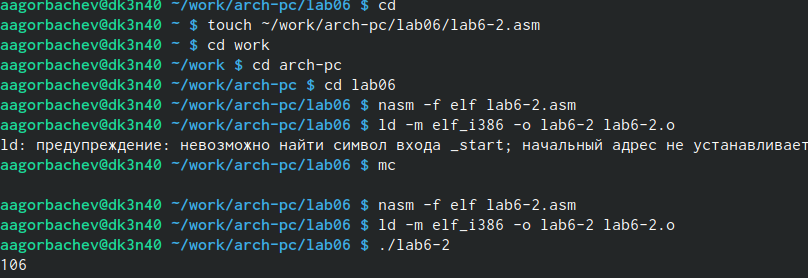 aagorbachev@dk3n40 ~/work/arch-pc/lab06 $ cd
aagorbachev@dk3n40 ~ $ touch ~/work/arch-pc/lab06/lab6-2.asm
aagorbachev@dk3n40 ~ $ cd work
aagorbachev@dk3n40 ~/work $ cd arch-pc
aagorbachev@dk3n40 ~/work/arch-pc $ cd lab06
aagorbachev@dk3n40 ~/work/arch-pc/lab06 $ nasm -f elf lab6-2.asm
aagorbachev@dk3n40 ~/work/arch-pc/lab06 $ ld -m elf_i386 -o lab6-2 lab6-2.o
ld: предупреждение: невозможно найти символ входа _start; начальный адрес не устанавливает
aagorbachev@dk3n40 ~/work/arch-pc/lab06 $ mc
aagorbachev@dk3n40 ~/work/arch-pc/lab06 $ nasm -f elf lab6-2.asm
aagorbachev@dk3n40 ~/work/arch-pc/lab06 $ ld -m elf_i386 -o lab6-2 lab6-2.o
aagorbachev@dk3n40 ~/work/arch-pc/lab06 $ ./lab6-2
106